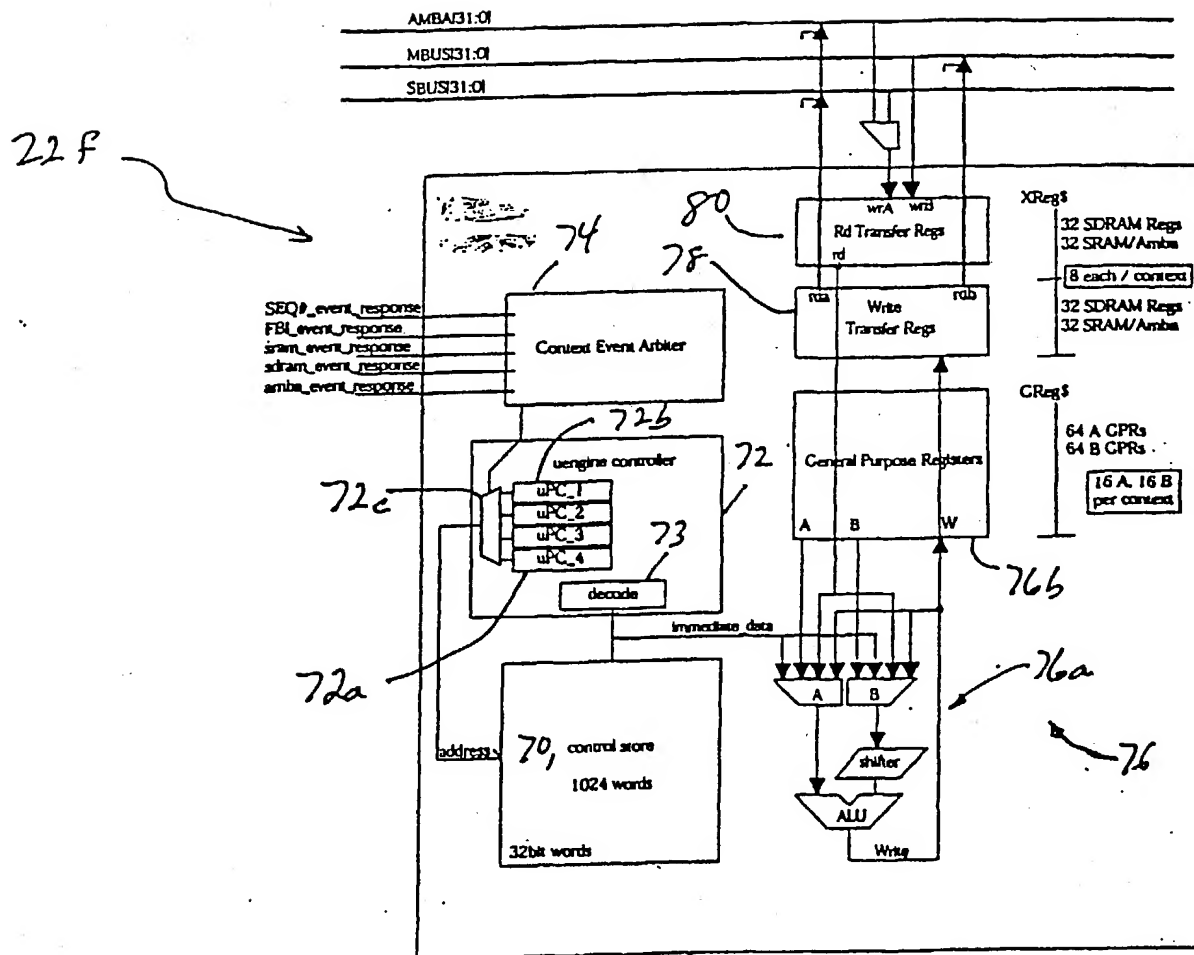 AMBA[31:0]
MBUS[31:0]
SBUS[31:0]
22f
80
wrA
wrB
Rd Transfer Regs
rd
XReg$
32 SDRAM Regs
32 SRAM/Amba
8 each / context
32 SDRAM Regs
32 SRAM/Amba
74
78
rda
rdb
Write
Transfer Regs
SEQ#_event_response
FBI_event_response
sram_event_response
sdram_event_response
amba_event_response
Context Event Arbiter
72b
GReg$
64 A GPRs
64 B GPRs
16 A, 16 B
per context
General Purpose Registers
A
B
W
76b
uengine controller
72
72c
uPC_1
uPC_2
uPC_3
uPC_4
73
decode
72a
immediate data
A
B
76a
76
shifter
ALU
Write
address
70,
control store
1024 words
32bit words